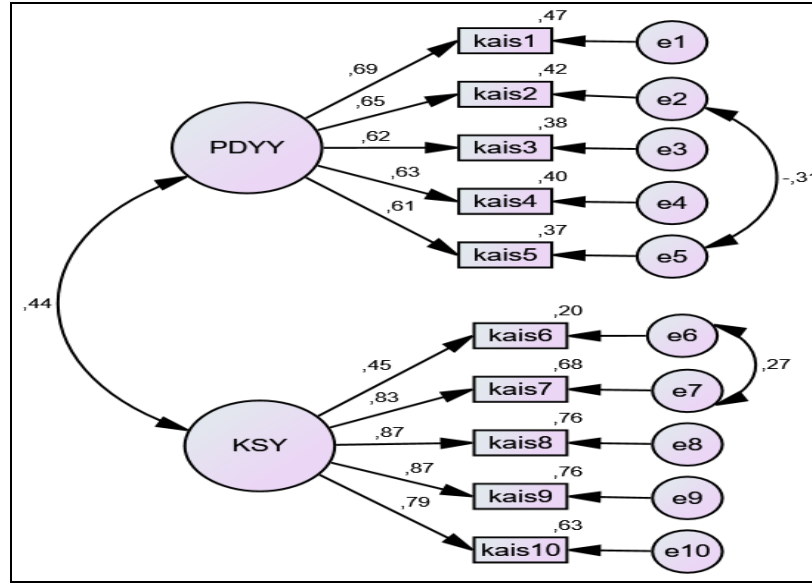 ,47
,69 kais1 e1
,42
,65 kais2 e2
,38
PDYY ,62 kais3 e3
-,31
,40
,63 kais4 e4
,37
,61 kais5 e5
,44
,20
kais6 e6
,45 ,27
,68
,83 kais7 e7
,76
KSY ,87 kais8 e8
,76
,87 kais9 e9
,63
,79 kais10 e10